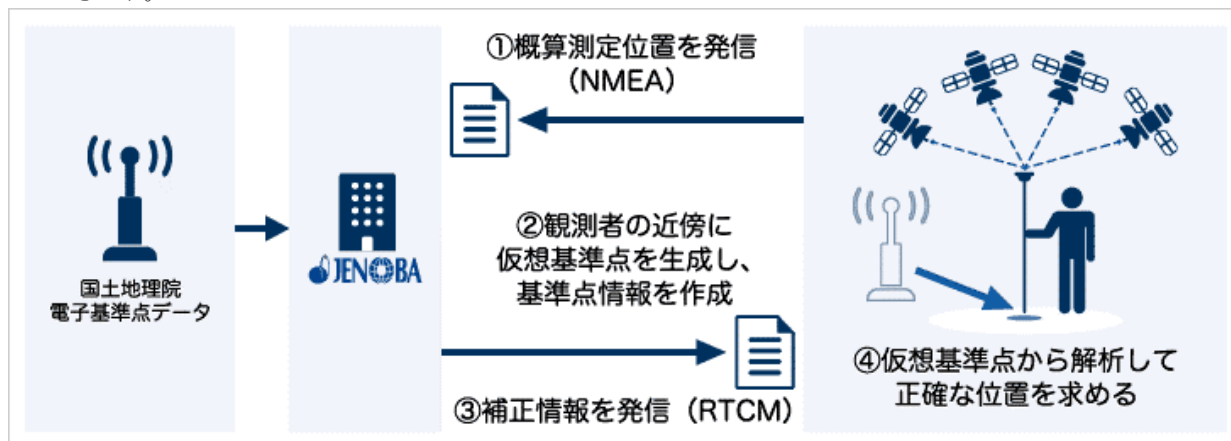 国土地理院
電子基準点データ
JENOBA
①概算測定位置を発信
(NMEA)
②観測者の近傍に
仮想基準点を生成し、
基準点情報を作成
③補正情報を発信（RTCM）
④仮想基準点から解析して
正確な位置を求める